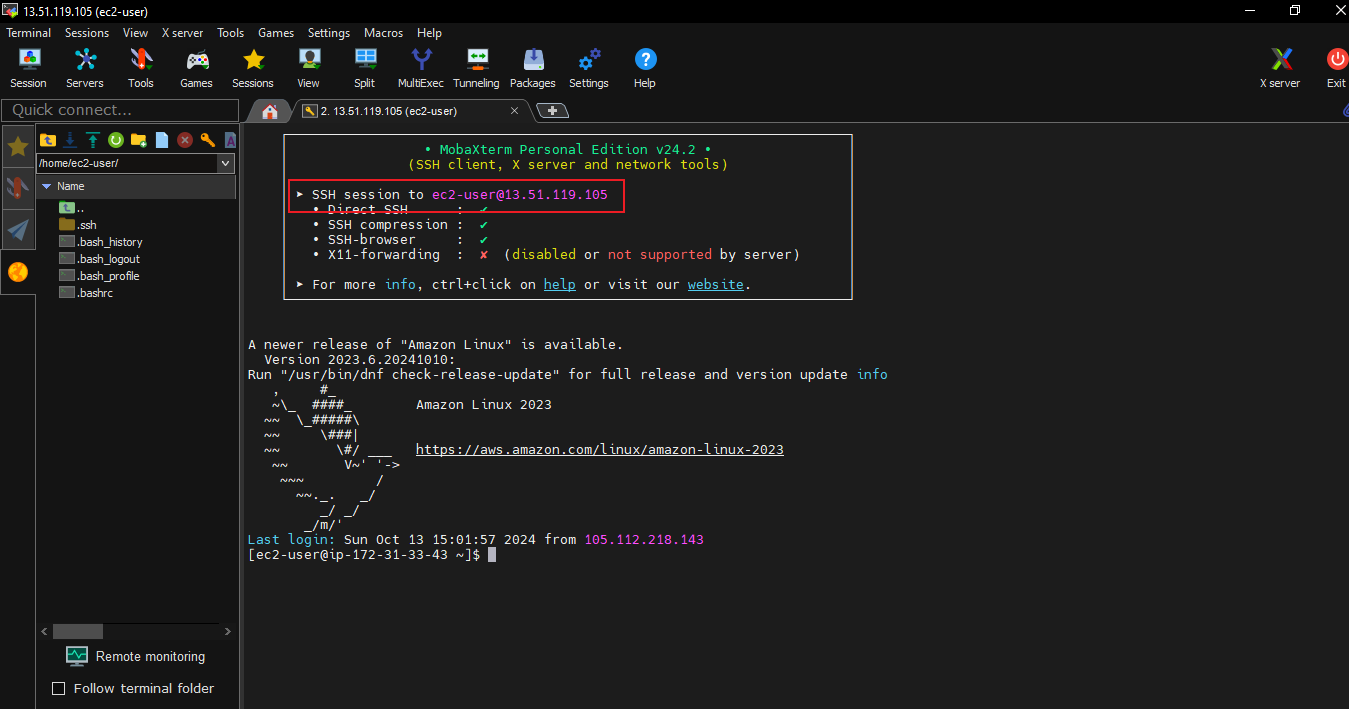 13.51.119.105 (ec2-user)
Terminal Sessions View X server Tools Games Settings Macros Help
Session Servers Tools Games Sessions View Split MultiExec Tunneling Packages Settings Help X server Exit
Quick connect...
2. 13.51.119.105 (ec2-user)
/home/ec2-user/
Name
..
.ssh
.bash_history
.bash_logout
.bash_profile
.bashrc
Remote monitoring
Follow terminal folder
• MobaXterm Personal Edition v24.2 •
(SSH client, X server and network tools)
➤ SSH session to ec2-user@13.51.119.105
• Direct SSH : ✔
• SSH compression : ✔
• SSH-browser : ✔
• X11-forwarding : ✘ (disabled or not supported by server)
➤ For more info, ctrl+click on help or visit our website.
A newer release of "Amazon Linux" is available.
Version 2023.6.20241010:
Run "/usr/bin/dnf check-release-update" for full release and version update info
,     #_
~\_  ####_        Amazon Linux 2023
~~  \_#####\
~~     \###|
~~       \#/ ___   https://aws.amazon.com/linux/amazon-linux-2023
~~       V~' '->
~~~         /
~~._.   _/
_/ _/
_/m/'
Last login: Sun Oct 13 15:01:57 2024 from 105.112.218.143
[ec2-user@ip-172-31-33-43 ~]$